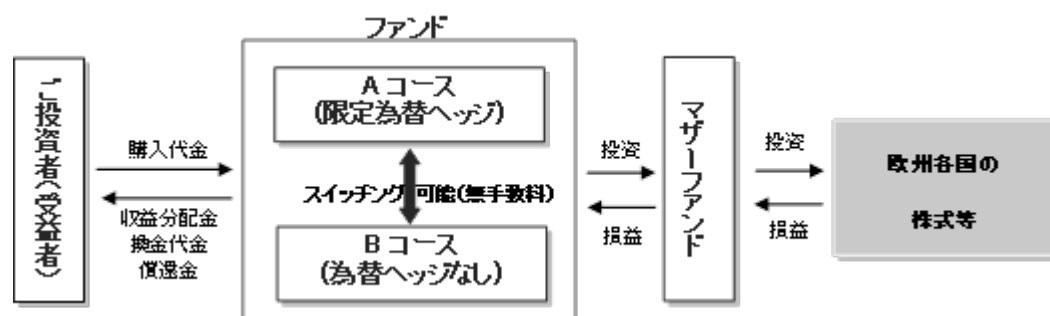 ファンド
ご投資者(受益者)
購入代金
収益分配金
換金代金
償還金
Aコース
(限定為替ヘッジ)
スイッチング可能(無手数料)
Bコース
(為替ヘッジなし)
投資
損益
マザーファンド
投資
損益
欧州各国の
株式等